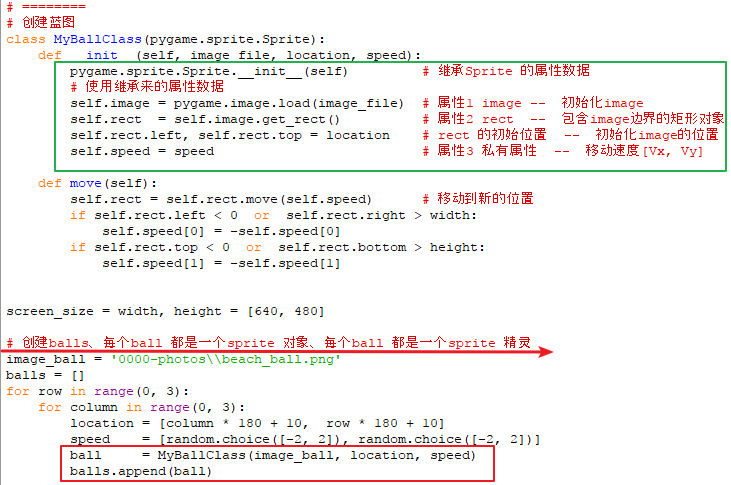 # ========
# 创建蓝图
class MyBallClass(pygame.sprite.Sprite):
    def __init__(self, image_file, location, speed):
        pygame.sprite.Sprite.__init__(self)         # 继承Sprite 的属性数据
        # 使用继承来的属性数据
        self.image = pygame.image.load(image_file)  # 属性1 image --  初始化image
        self.rect  = self.image.get_rect()          # 属性2 rect  --  包含image边界的矩形对象
        self.rect.left, self.rect.top = location    # rect 的初始位置  --  初始化image的位置
        self.speed = speed                          # 属性3 私有属性  --  移动速度[Vx, Vy]
    def move(self):
        self.rect = self.rect.move(self.speed)      # 移动到新的位置
        if self.rect.left < 0  or  self.rect.right > width:
            self.speed[0] = -self.speed[0]
        if self.rect.top < 0  or  self.rect.bottom > height:
            self.speed[1] = -self.speed[1]
screen_size = width, height = [640, 480]
# 创建balls、每个ball 都是一个sprite 对象、每个ball 都是一个sprite 精灵
image_ball = '0000-photos\\beach_ball.png'
balls = []
for row in range(0, 3):
    for column in range(0, 3):
        location = [column * 180 + 10,  row * 180 + 10]
        speed    = [random.choice([-2, 2]), random.choice([-2, 2])]
        ball     = MyBallClass(image_ball, location, speed)
        balls.append(ball)